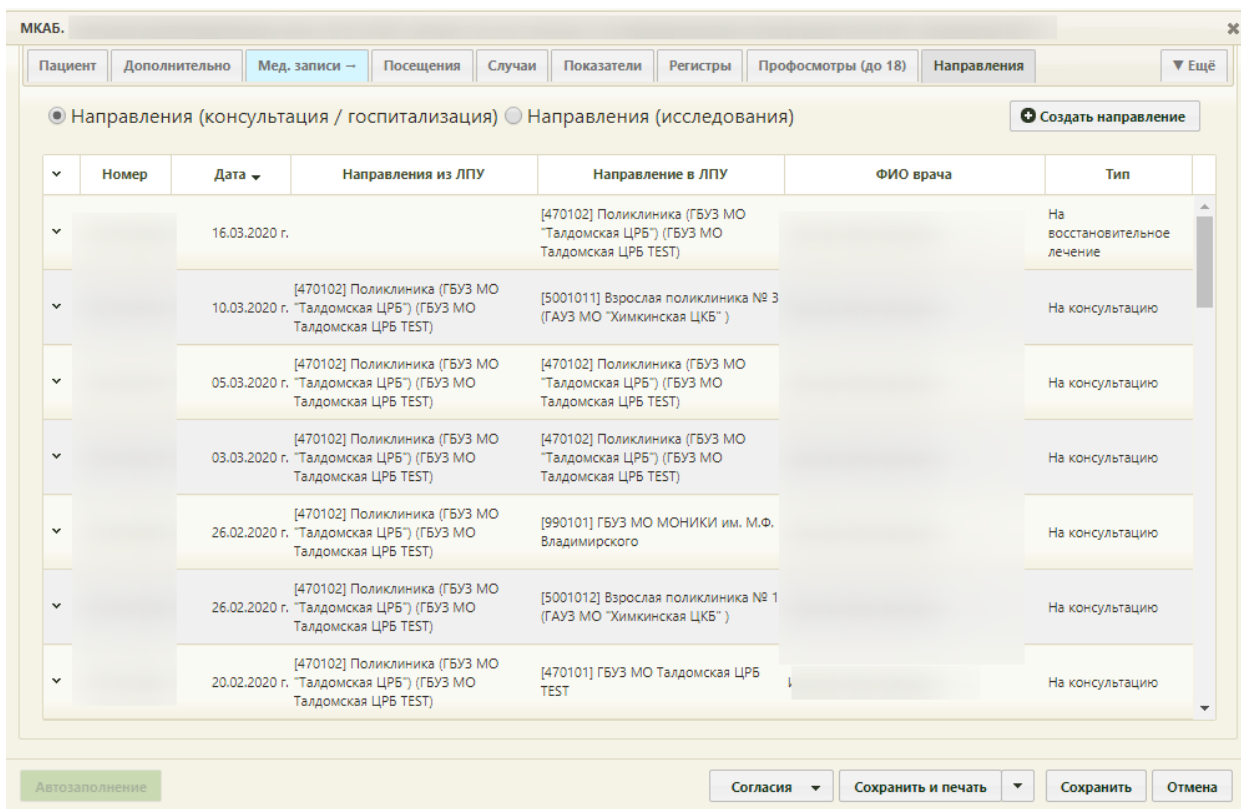 МКАБ.
Пациент Дополнительно Мед. записи → Посещения Случаи Показатели Регистры Профосмотры (до 18) Направления ▼ Ещё
Направления (консультация / госпитализация) Направления (исследования) Создать направление
Номер Дата Направления из ЛПУ Направление в ЛПУ ФИО врача Тип
16.03.2020 г.
[470102] Поликлиника (ГБУЗ МО
"Талдомская ЦРБ") (ГБУЗ МО
Талдомская ЦРБ TEST)
На
восстановительное
лечение
10.03.2020 г.
[470102] Поликлиника (ГБУЗ МО
"Талдомская ЦРБ") (ГБУЗ МО
Талдомская ЦРБ TEST)
[5001011] Взрослая поликлиника № 3
(ГАУЗ МО "Химкинская ЦКБ" )
На консультацию
05.03.2020 г.
[470102] Поликлиника (ГБУЗ МО
"Талдомская ЦРБ") (ГБУЗ МО
Талдомская ЦРБ TEST)
[470102] Поликлиника (ГБУЗ МО
"Талдомская ЦРБ") (ГБУЗ МО
Талдомская ЦРБ TEST)
На консультацию
03.03.2020 г.
[470102] Поликлиника (ГБУЗ МО
"Талдомская ЦРБ") (ГБУЗ МО
Талдомская ЦРБ TEST)
[470102] Поликлиника (ГБУЗ МО
"Талдомская ЦРБ") (ГБУЗ МО
Талдомская ЦРБ TEST)
На консультацию
26.02.2020 г.
[470102] Поликлиника (ГБУЗ МО
"Талдомская ЦРБ") (ГБУЗ МО
Талдомская ЦРБ TEST)
[990101] ГБУЗ МО МОНИКИ им. М.Ф.
Владимирского
На консультацию
26.02.2020 г.
[470102] Поликлиника (ГБУЗ МО
"Талдомская ЦРБ") (ГБУЗ МО
Талдомская ЦРБ TEST)
[5001012] Взрослая поликлиника № 1
(ГАУЗ МО "Химкинская ЦКБ" )
На консультацию
20.02.2020 г.
[470102] Поликлиника (ГБУЗ МО
"Талдомская ЦРБ") (ГБУЗ МО
Талдомская ЦРБ TEST)
[470101] ГБУЗ МО Талдомская ЦРБ
TEST
На консультацию
Автозаполнение Согласия Сохранить и печать Сохранить Отмена